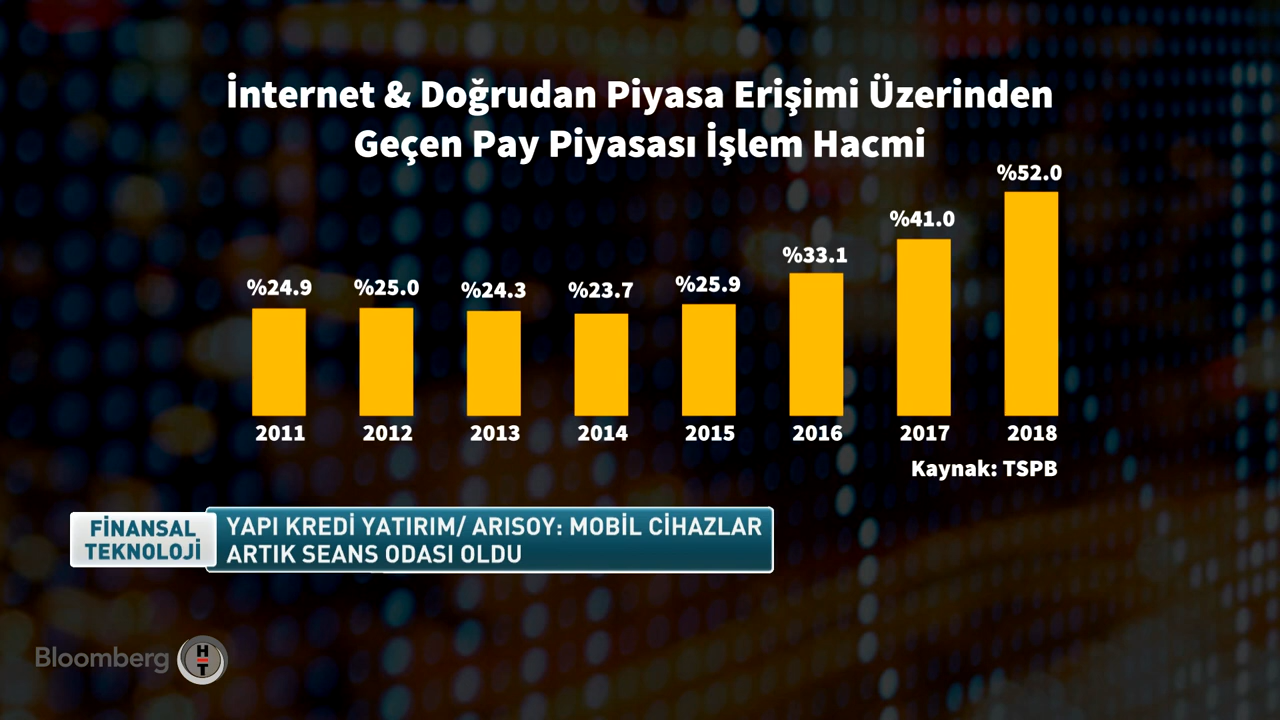 İnternet & Doğrudan Piyasa Erişimi Üzerinden
Geçen Pay Piyasası İşlem Hacmi
%24.9
%25.0
%24.3
%23.7
%25.9
%33.1
%41.0
%52.0
2011
2012
2013
2014
2015
2016
2017
2018
Kaynak: TSPB
FİNANSAL
TEKNOLOJİ
YAPI KREDİ YATIRIM/ ARISOY: MOBİL CİHAZLAR
ARTIK SEANS ODASI OLDU
Bloomberg HT